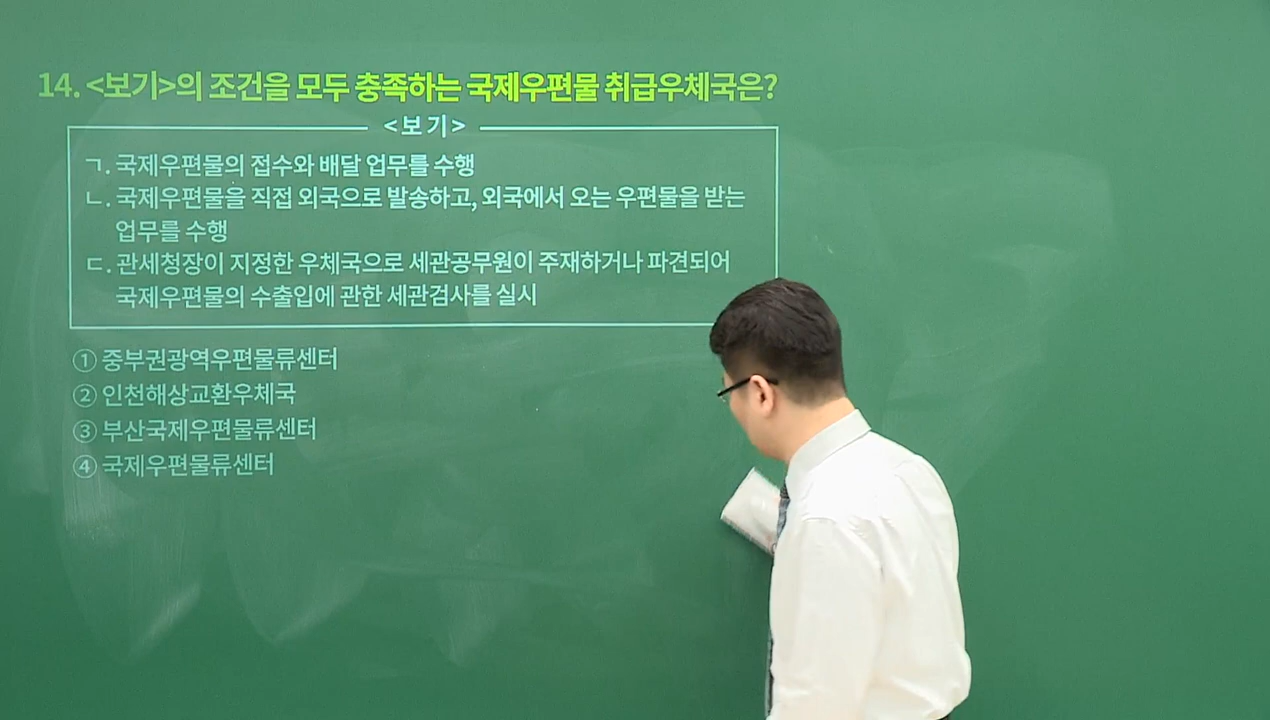 14. <보기>의 조건을 모두 충족하는 국제우편물 취급우체국은?
<보 기>
ㄱ. 국제우편물의 접수와 배달 업무를 수행
ㄴ. 국제우편물을 직접 외국으로 발송하고, 외국에서 오는 우편물을 받는
업무를 수행
ㄷ. 관세청장이 지정한 우체국으로 세관공무원이 주재하거나 파견되어
국제우편물의 수출입에 관한 세관검사를 실시
① 중부권광역우편물류센터
② 인천해상교환우체국
③ 부산국제우편물류센터
④ 국제우편물류센터